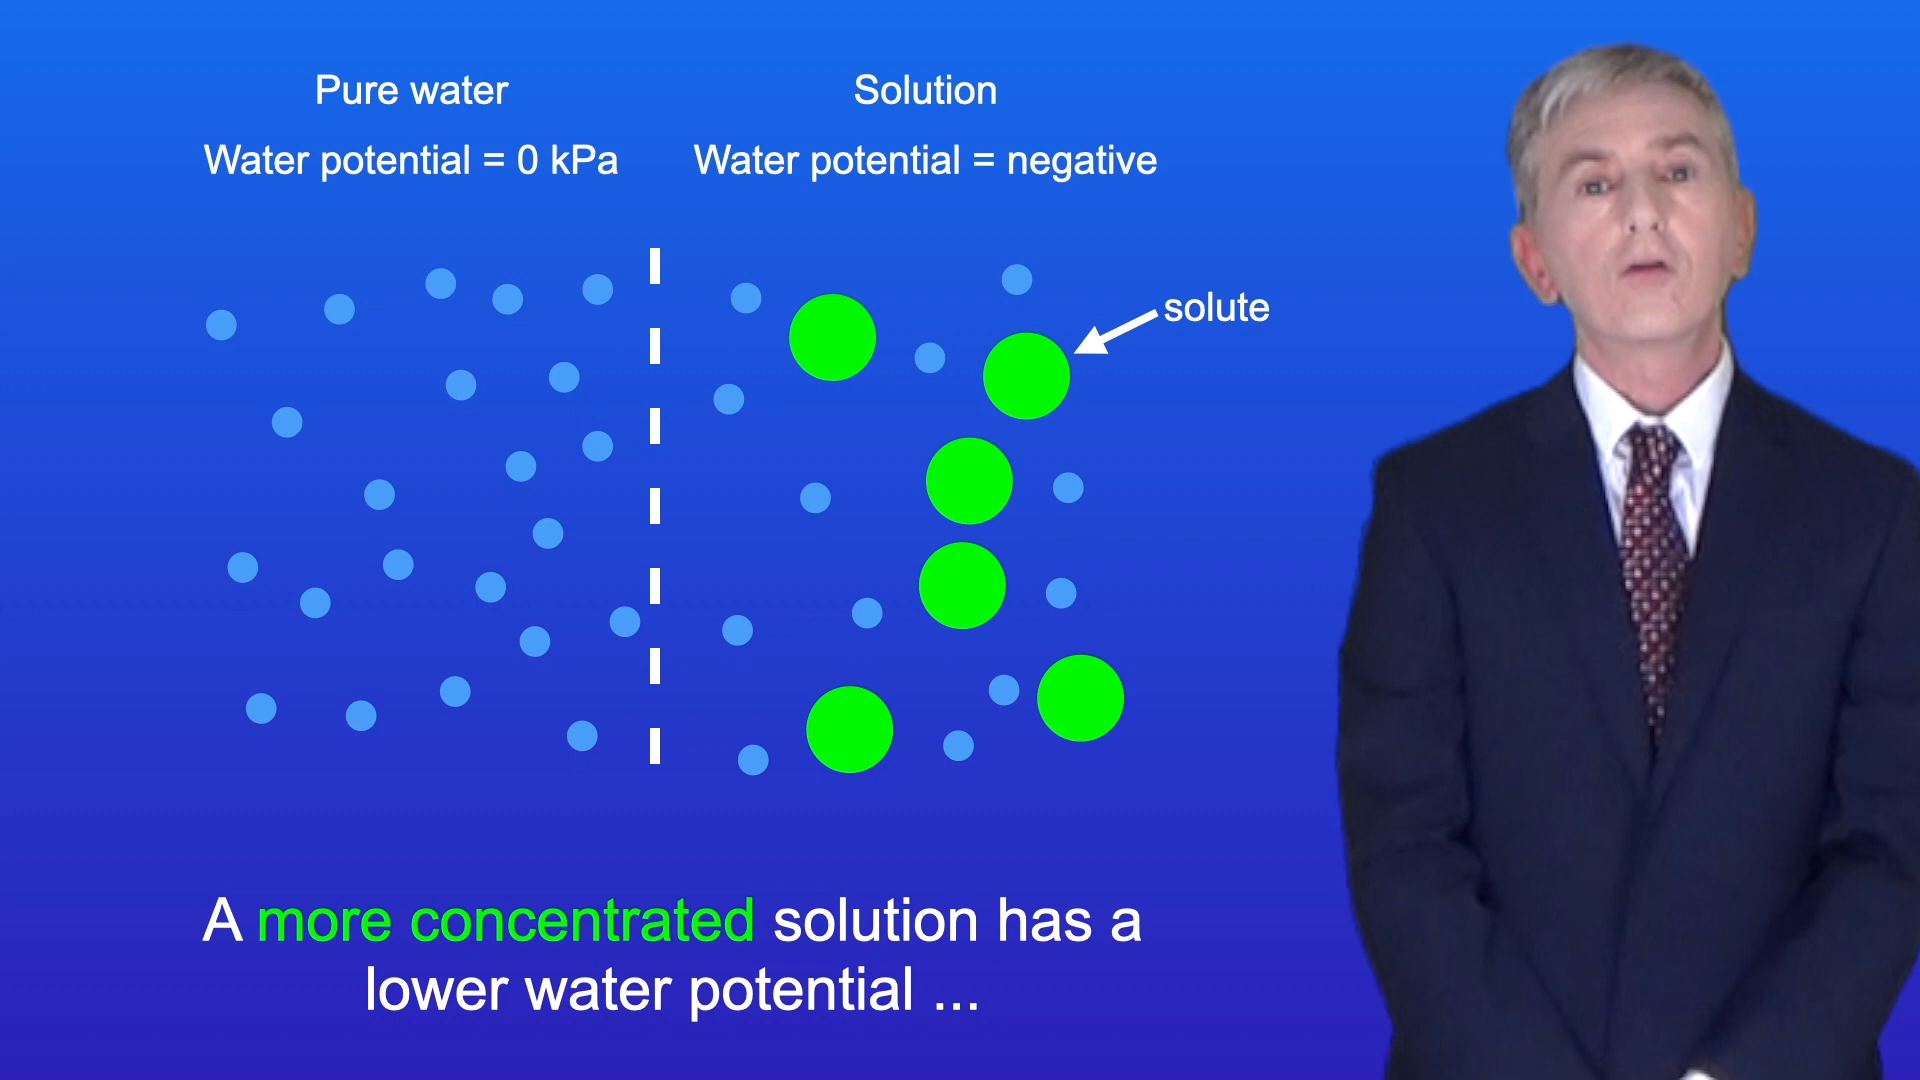 Pure water
Solution
Water potential = 0 kPa
Water potential = negative
solute
A more concentrated solution has a
lower water potential ...